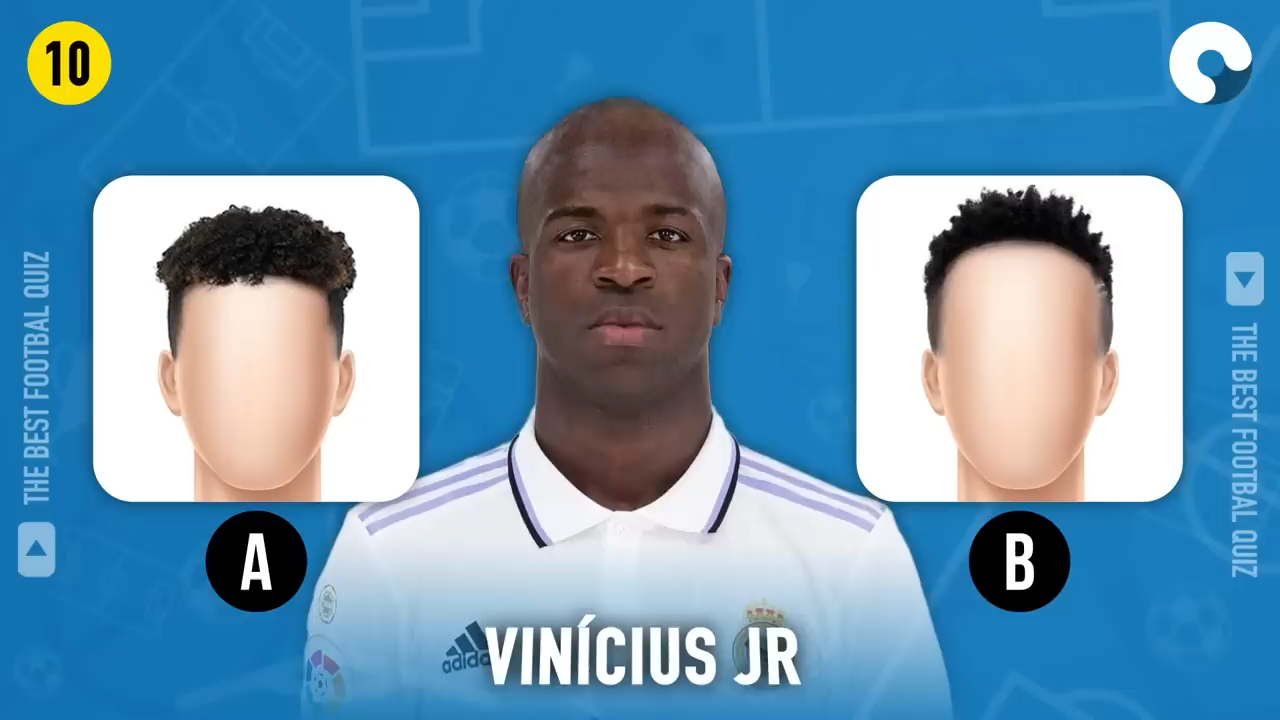 10
THE BEST FOOTBAL QUIZ
THE BEST FOOTBAL QUIZ
A
B
adidas
VINÍCIUS JR